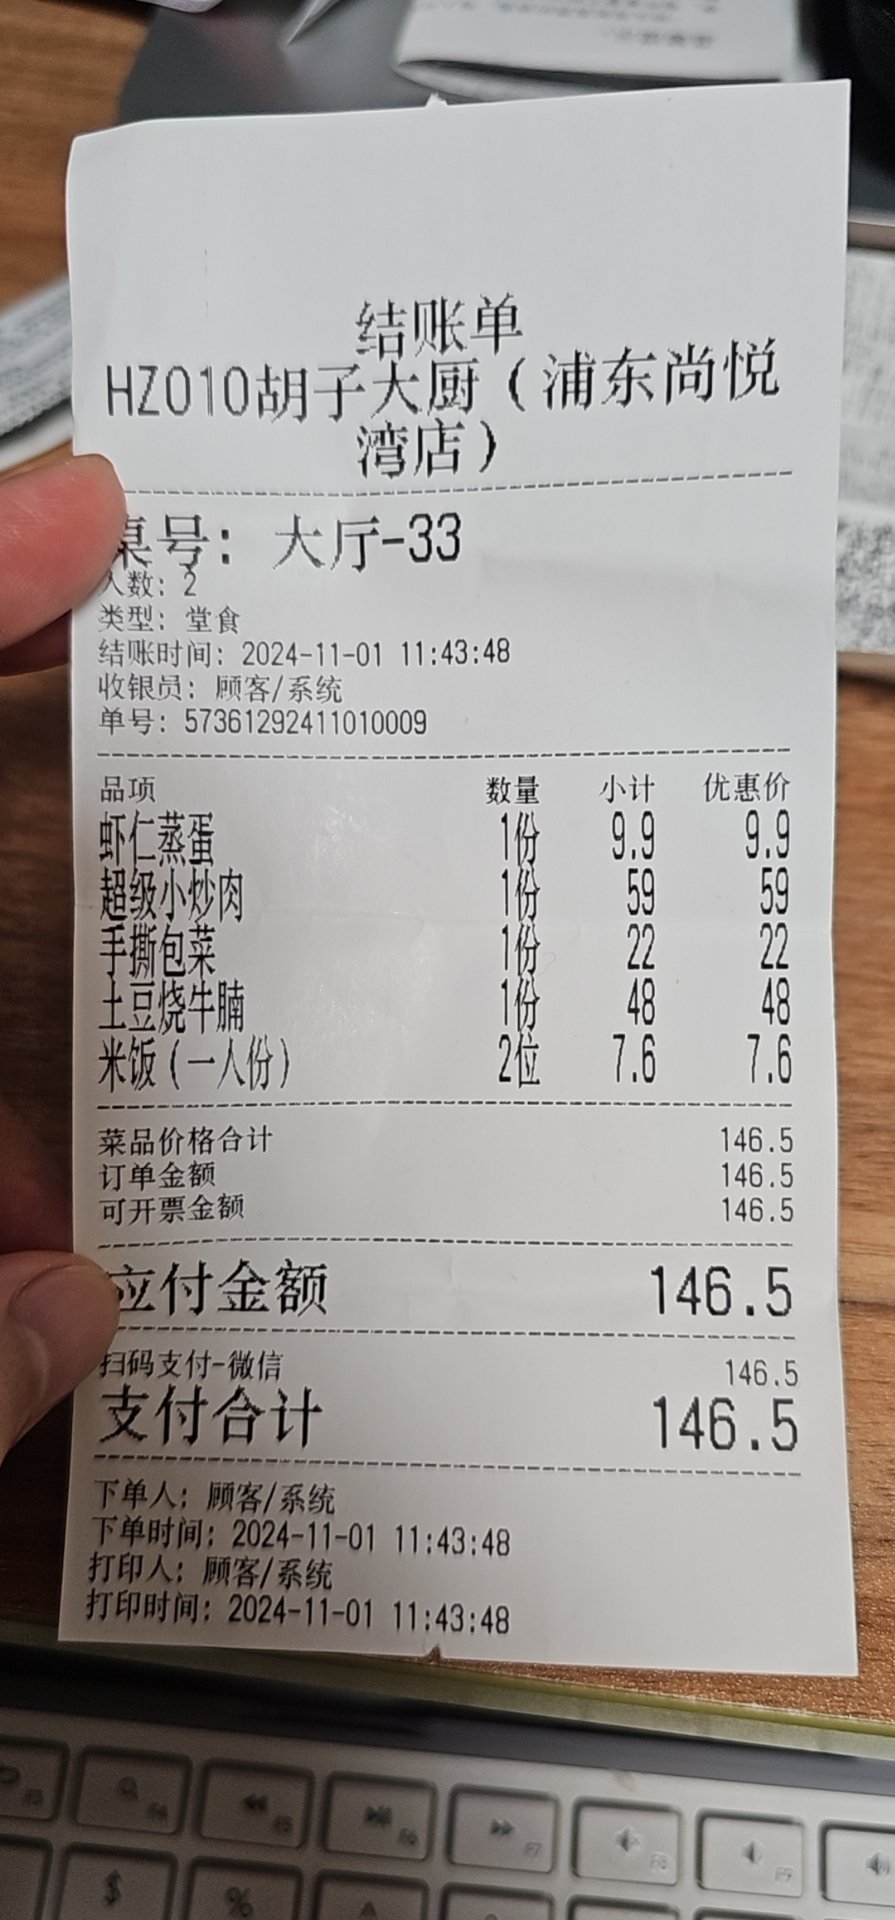 结账单
HZ010胡子大厨（浦东尚悦
湾店）
桌号：大厅-33
人数：2
类型：堂食
结账时间：2024-11-01 11:43:48
收银员：顾客/系统
单号：57361292411010009
品项 数量 小计 优惠价
虾仁蒸蛋 1份 9.9 9.9
超级小炒肉 1份 59 59
手撕包菜 1份 22 22
土豆烧牛腩 1份 48 48
米饭（一人份） 2位 7.6 7.6
菜品价格合计 146.5
订单金额 146.5
可开票金额 146.5
应付金额 146.5
扫码支付-微信 146.5
支付合计 146.5
下单人：顾客/系统
下单时间：2024-11-01 11:43:48
打印人：顾客/系统
打印时间：2024-11-01 11:43:48
F4
F5
F6
F7
F8
F9
$
%